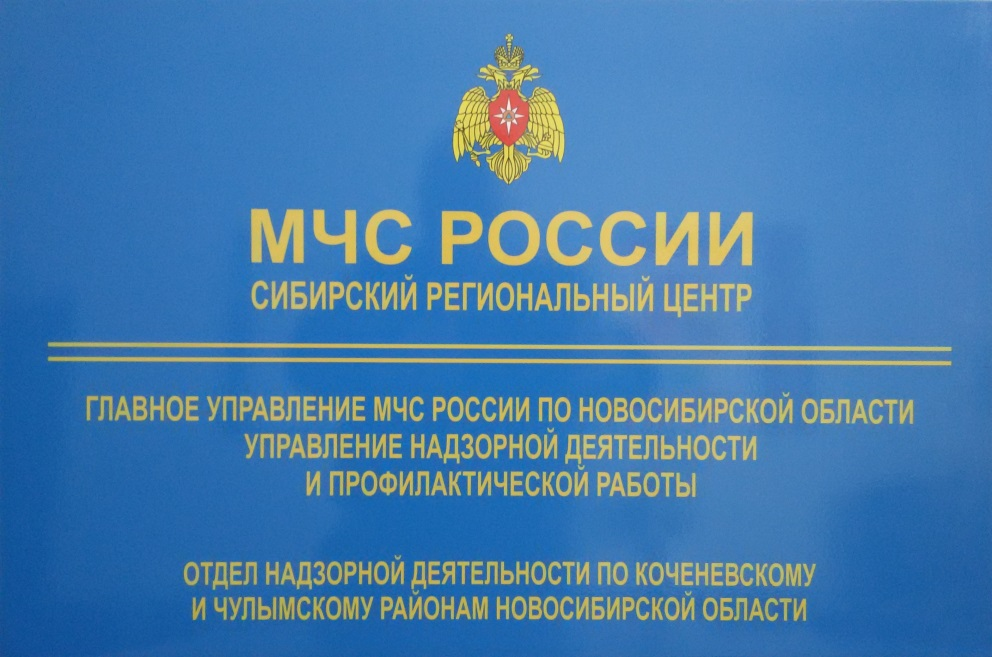 МЧС РОССИИ
СИБИРСКИЙ РЕГИОНАЛЬНЫЙ ЦЕНТР
ГЛАВНОЕ УПРАВЛЕНИЕ МЧС РОССИИ ПО НОВОСИБИРСКОЙ ОБЛАСТИ
УПРАВЛЕНИЕ НАДЗОРНОЙ ДЕЯТЕЛЬНОСТИ
И ПРОФИЛАКТИЧЕСКОЙ РАБОТЫ
ОТДЕЛ НАДЗОРНОЙ ДЕЯТЕЛЬНОСТИ ПО КОЧЕНЕВСКОМУ
И ЧУЛЫМСКОМУ РАЙОНАМ НОВОСИБИРСКОЙ ОБЛАСТИ